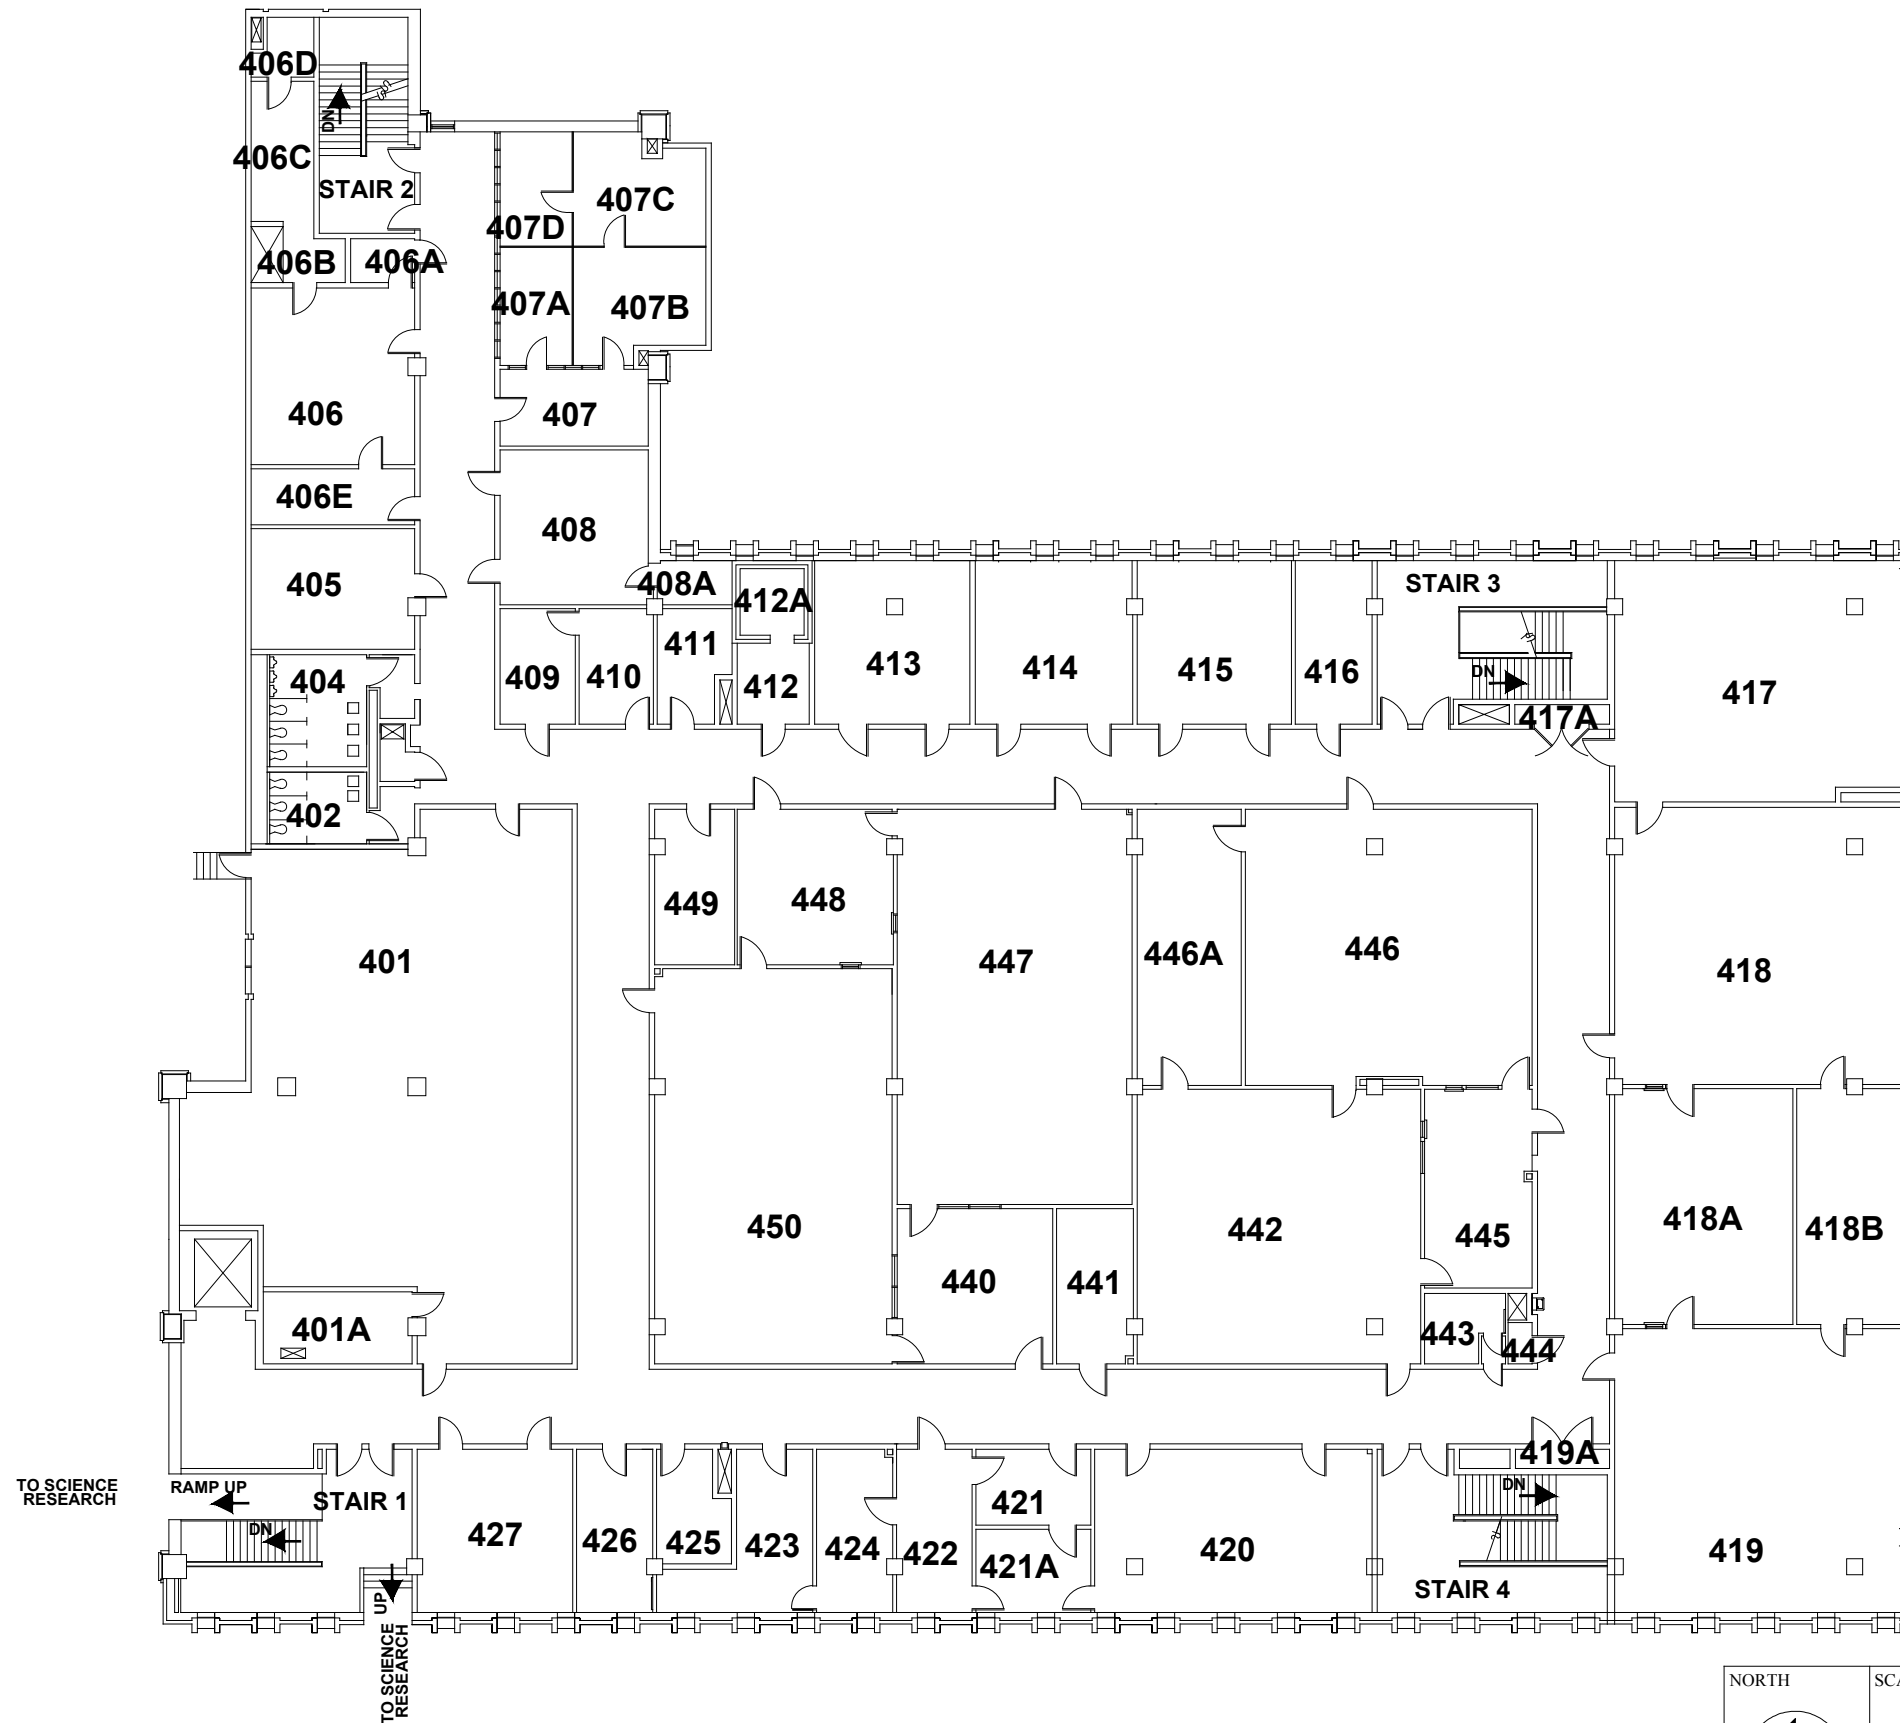 406D
DN
406C
STAIR 2
407C
407D
406B
406A
407A
407B
406
407
406E
408
405
408A
412A
STAIR 3
411
413
414
415
416
404
409
410
412
DN
417
417A
402
449
448
401
447
446A
446
418
450
442
445
418A
418B
440
441
401A
443
444
419A
TO SCIENCE
RESEARCH
RAMP UP
STAIR 1
DN
DN
421
427
426
425
423
424
422
421A
420
419
STAIR 4
UP
TO SCIENCE
RESEARCH
NORTH
SCA